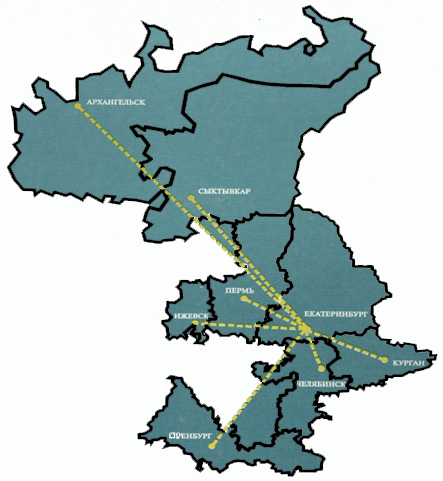 АРХАНГЕЛЬСК
СЫКТЫВКАР
ПЕРМЬ
ИЖЕВСК
ЕКАТЕРИНБУРГ
КУРГАН
ЧЕЛЯБИНСК
ОРЕНБУРГ